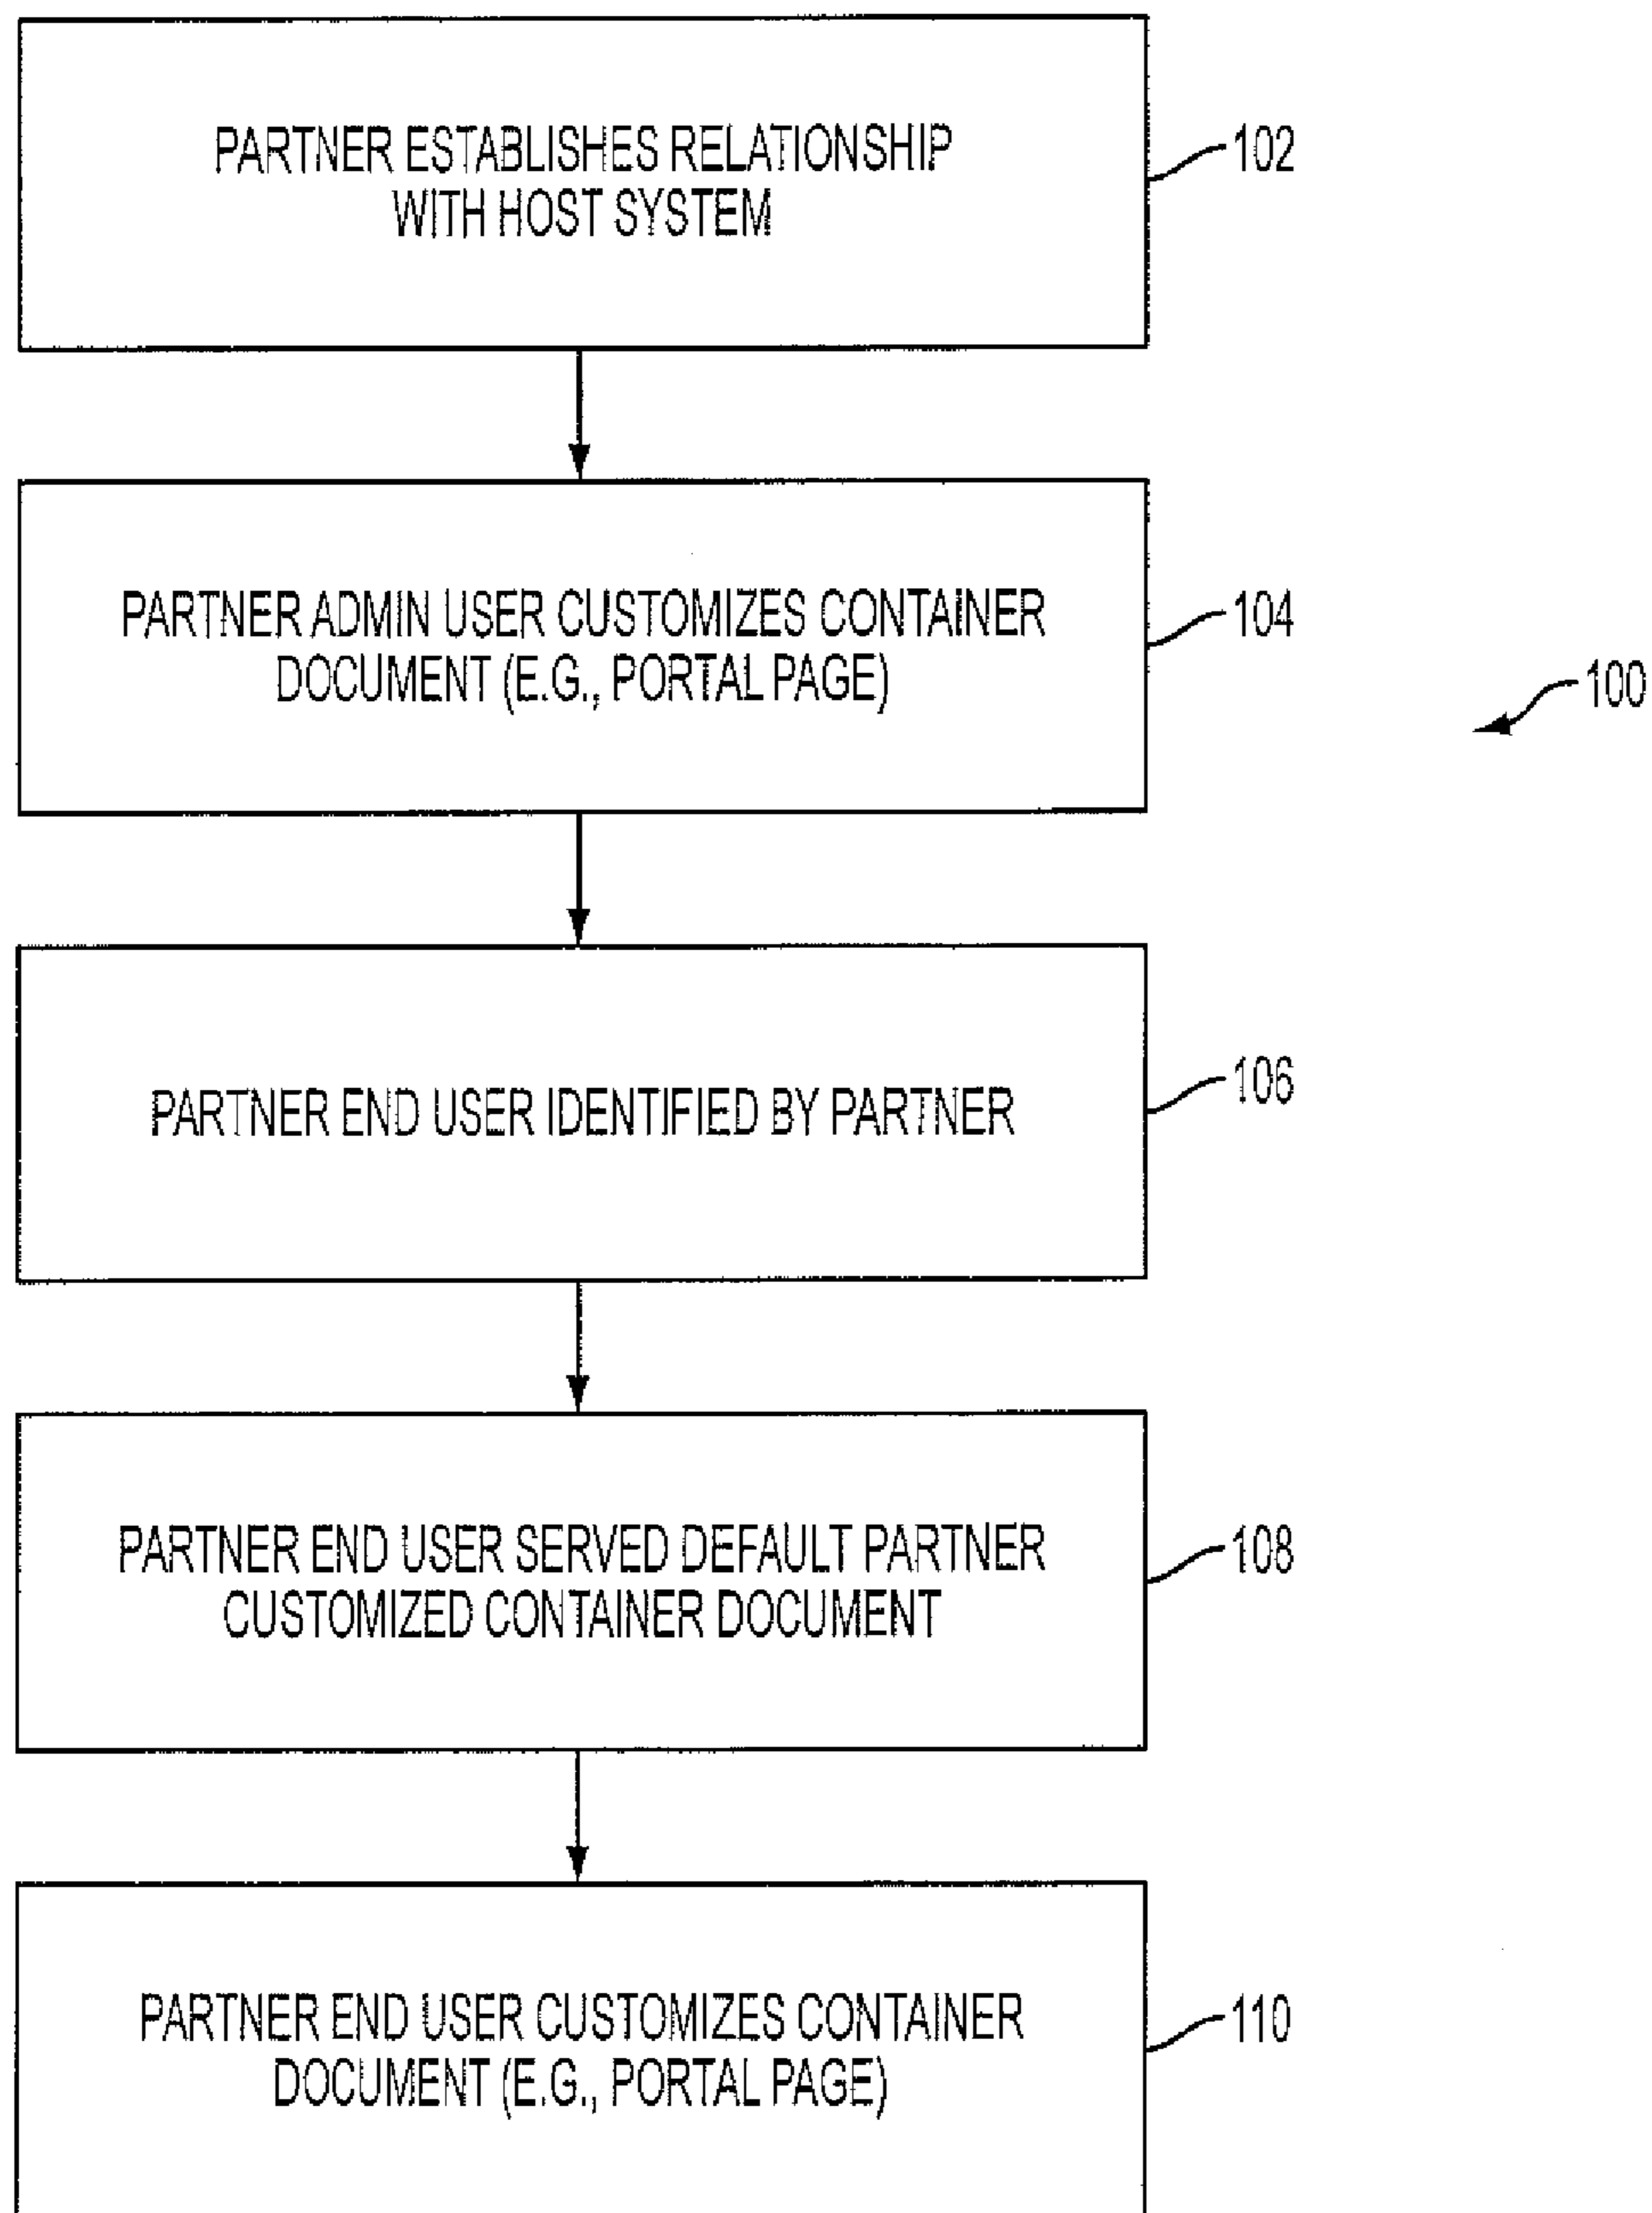 PARTNER ESTABLISHES RELATIONSHIP
WITH HOST SYSTEM
102
PARTNER ADMIN USER CUSTOMIZES CONTAINER
DOCUMENT (E.G., PORTAL PAGE)
104
100
PARTNER END USER IDENTIFIED BY PARTNER
106
PARTNER END USER SERVED DEFAULT PARTNER
CUSTOMIZED CONTAINER DOCUMENT
108
PARTNER END USER CUSTOMIZES CONTAINER
DOCUMENT (E.G., PORTAL PAGE)
110